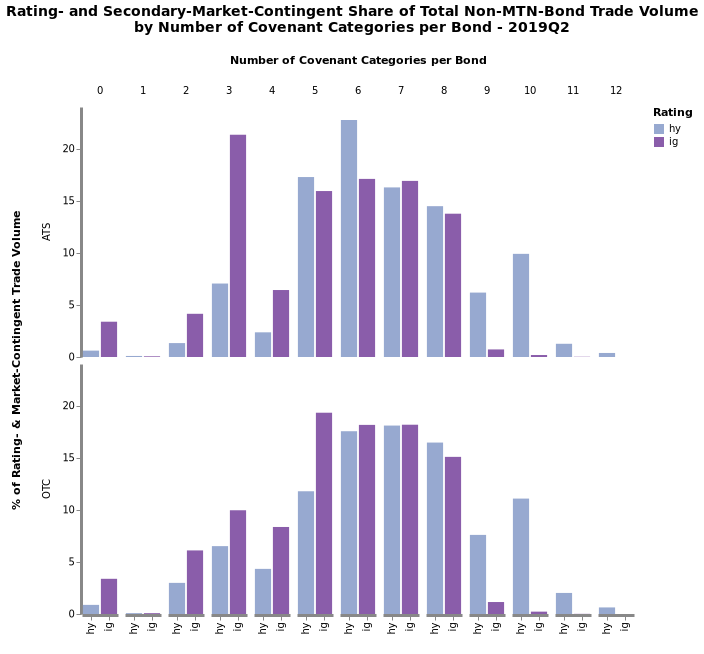 Rating- and Secondary-Market-Contingent Share of Total Non-MTN-Bond Trade Volume
by Number of Covenant Categories per Bond - 2019Q2
Number of Covenant Categories per Bond
0 1 2 3 4 5 6 7 8 9 10 11 12
Rating
hy
ig
% of Rating- & Market-Contingent Trade Volume
ATS
20
15
10
5
0
OTC
20
15
10
5
0
hy ig hy ig hy ig hy ig hy ig hy ig hy ig hy ig hy ig hy ig hy ig hy ig hy ig